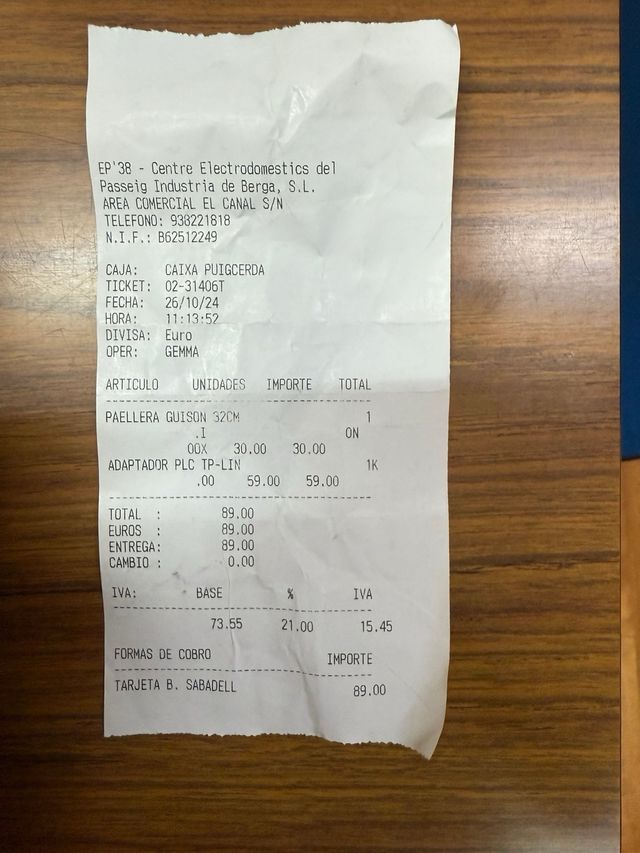 EP'38 - Centre Electrodomestics del
Passeig Industria de Berga, S.L.
AREA COMERCIAL EL CANAL S/N
TELEFONO: 938221818
N.I.F.: B62512249
CAJA: CAIXA PUIGCERDA
TICKET: 02-31406T
FECHA: 26/10/24
HORA: 11:13:52
DIVISA: Euro
OPER: GEMMA
ARTICULO UNIDADES IMPORTE TOTAL
PAELLERA GUISON 32CM 1
.I ON
00X 30.00 30.00
ADAPTADOR PLC TP-LIN 1K
.00 59.00 59.00
TOTAL : 89.00
EUROS : 89.00
ENTREGA: 89.00
CAMBIO : 0.00
IVA: BASE % IVA
73.55 21.00 15.45
FORMAS DE COBRO IMPORTE
TARJETA B. SABADELL 89.00